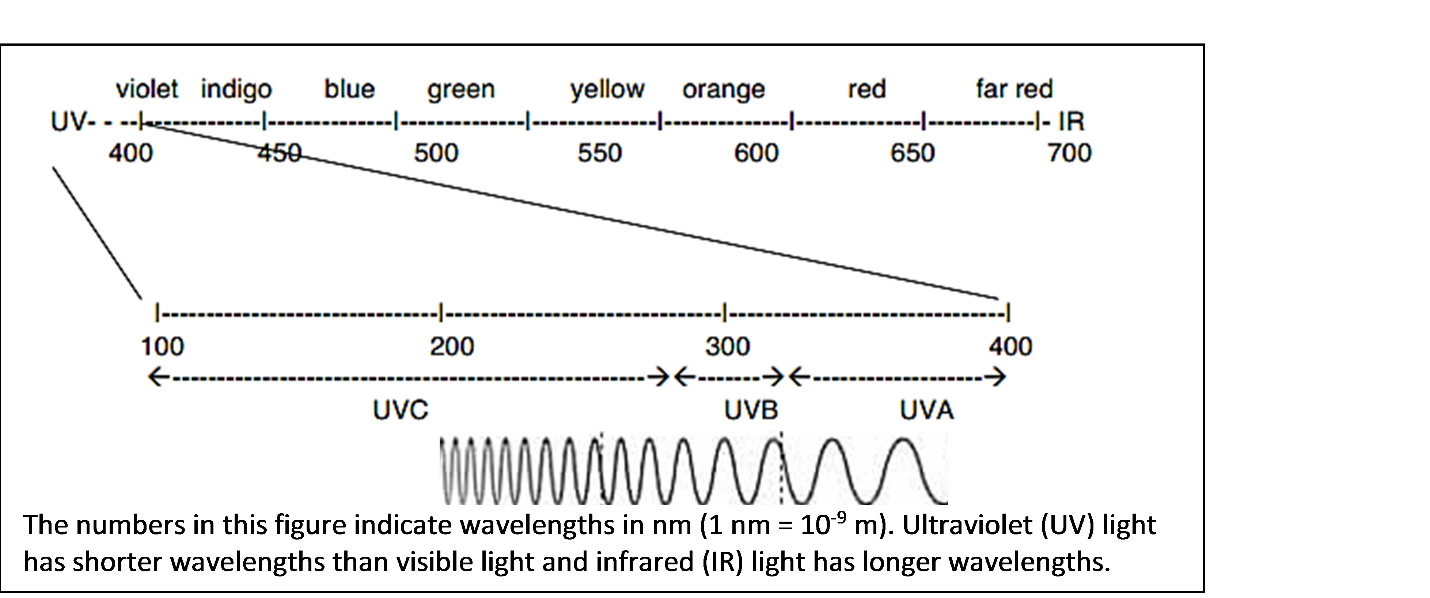 violet indigo blue green yellow orange red far red
UV- - --|------------|------------|------------|------------|------------|------------|-----------|- IR
400 450 500 550 600 650 700
|------------------------------|------------------------------|------------------------------|
100 200 300 400
UVC UVB UVA
The numbers in this figure indicate wavelengths in nm (1 nm = 10⁻⁹ m). Ultraviolet (UV) light
has shorter wavelengths than visible light and infrared (IR) light has longer wavelengths.